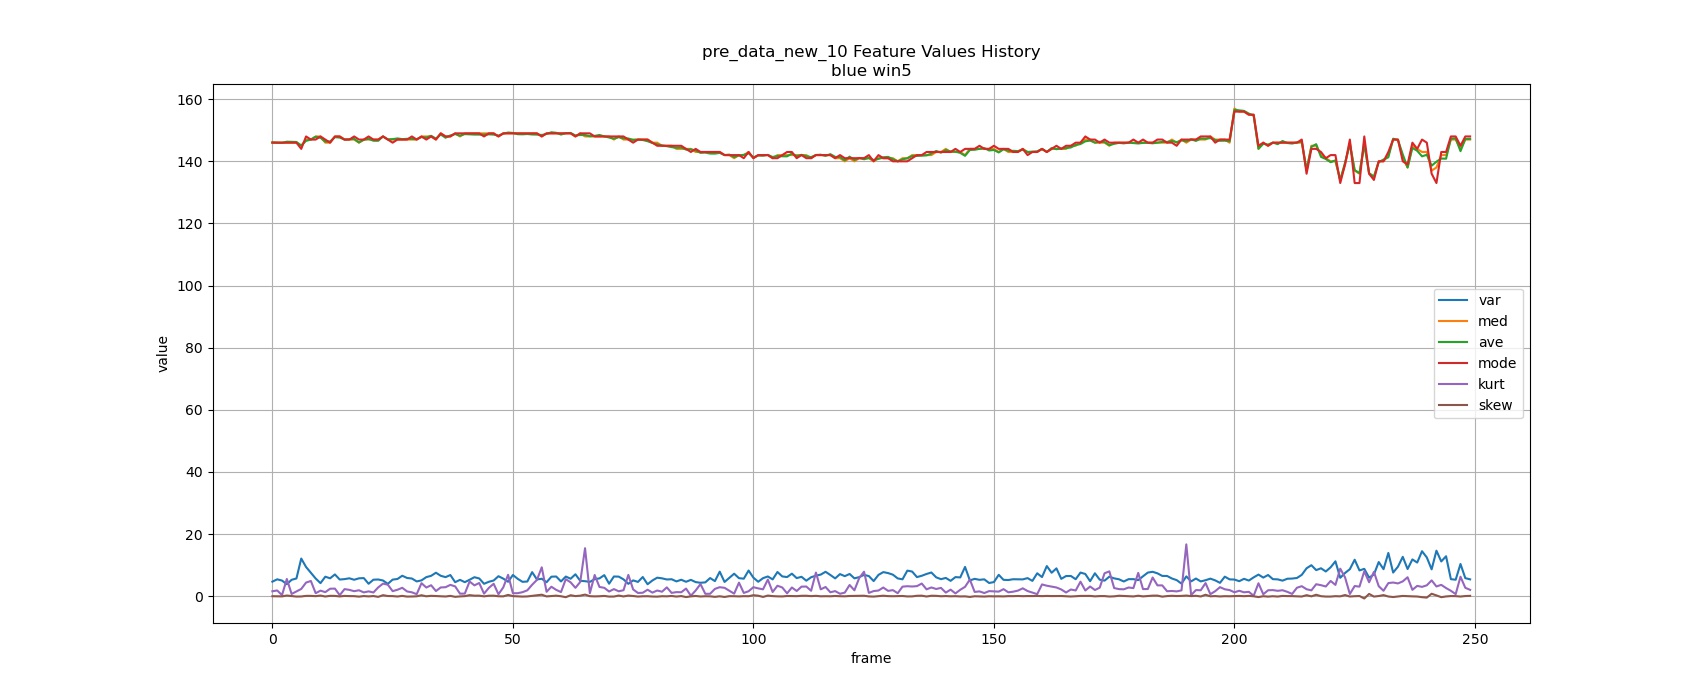 pre_data_new_10 Feature Values History
blue win5
160
140
120
100
80
60
40
20
0
value
var
med
ave
mode
kurt
skew
0 50 100 150 200 250
frame